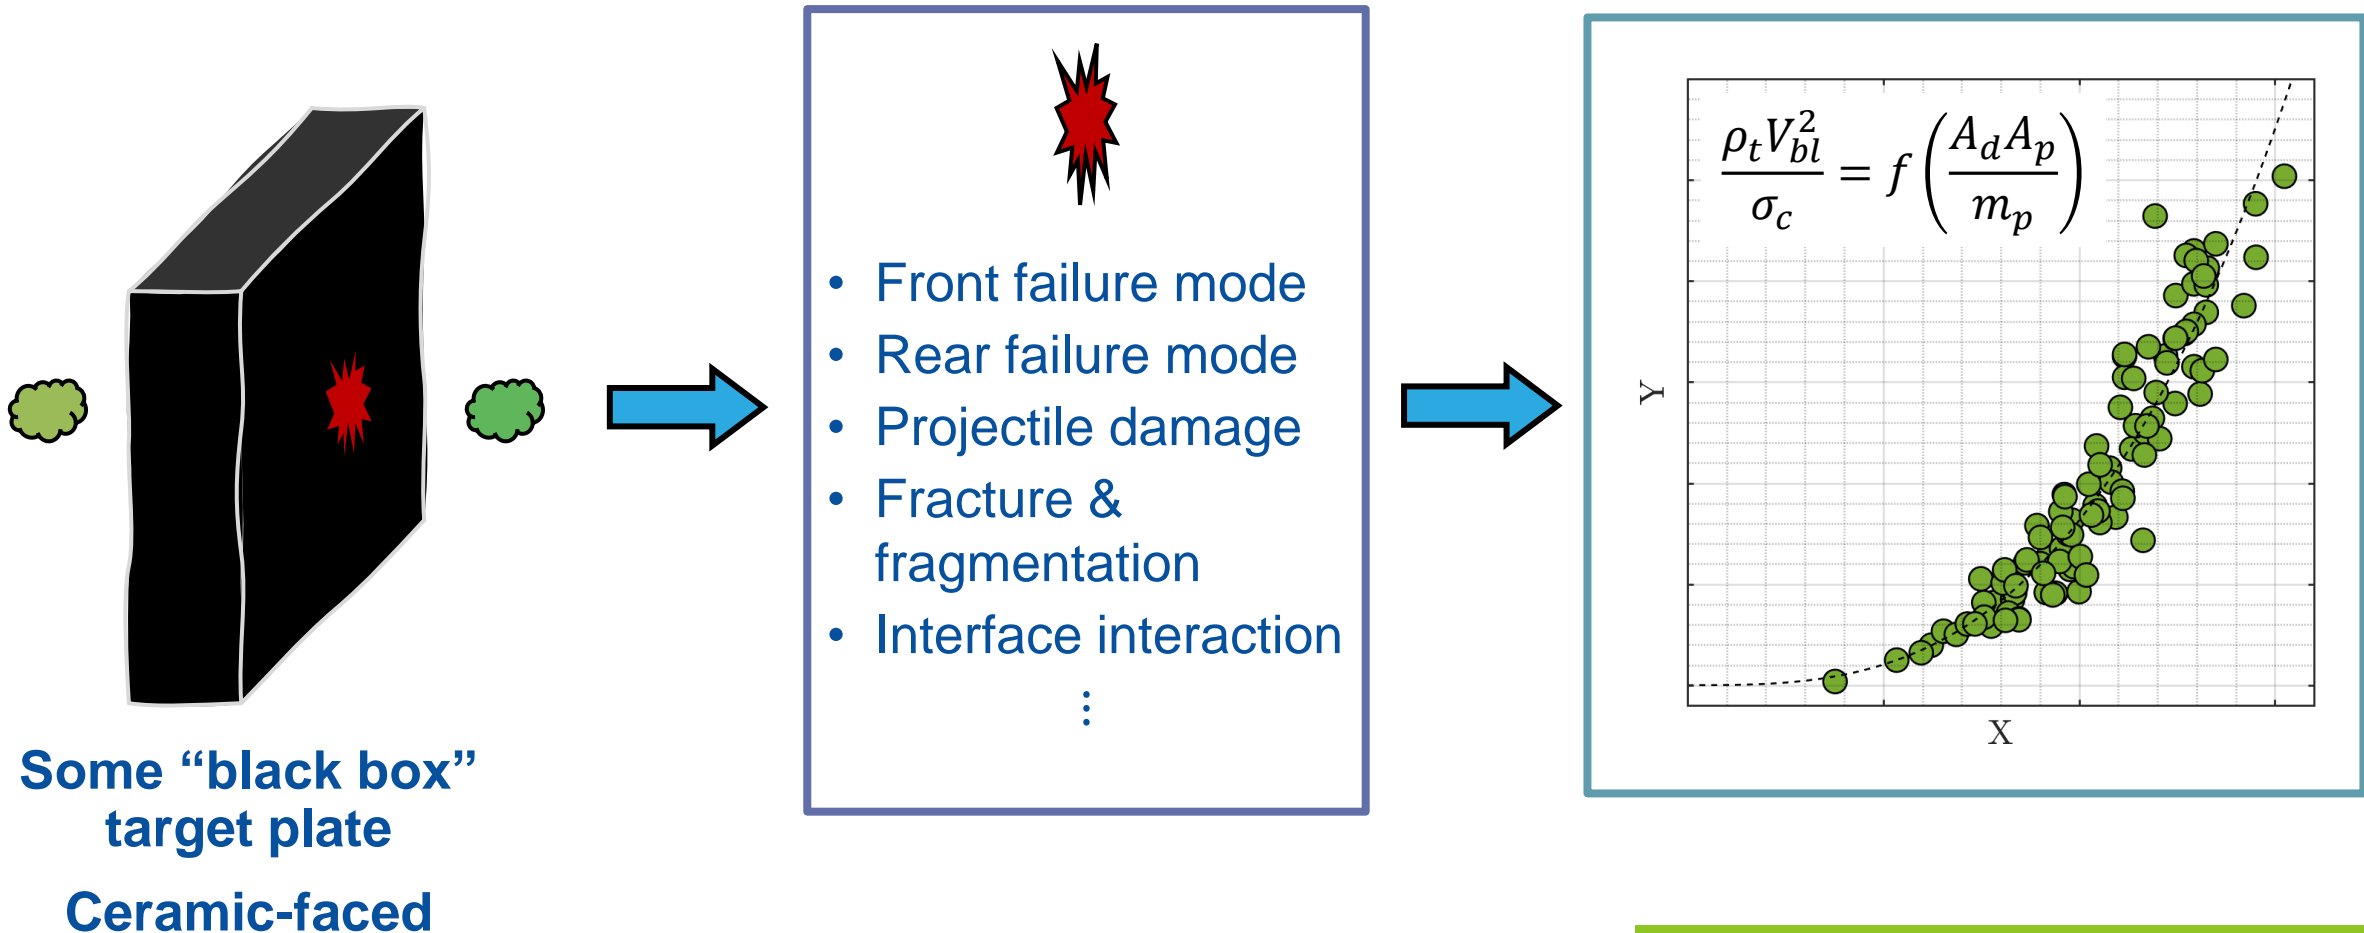 Some “black box”
target plate
Ceramic-faced
• Front failure mode
• Rear failure mode
• Projectile damage
• Fracture &
fragmentation
• Interface interaction
⋮
ρ_t V_bl^2 / σ_c = f(A_d A_p / m_p)
Y
X